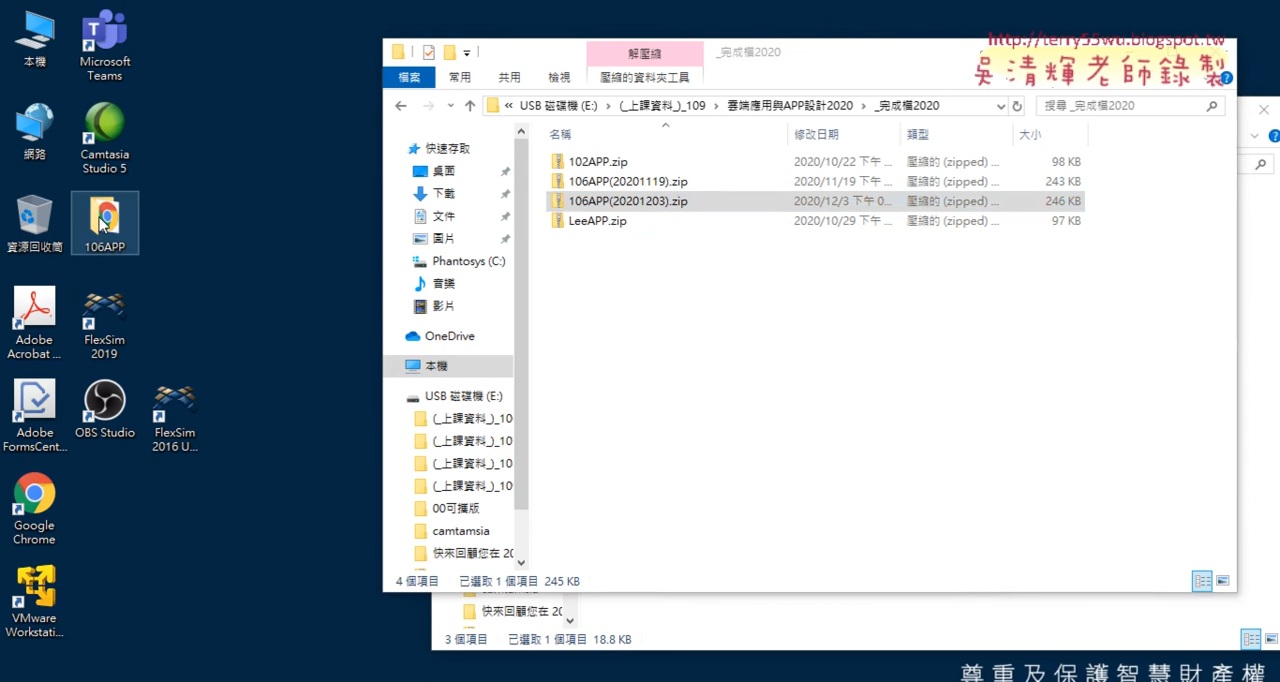 本機
Microsoft
Teams
網路
Camtasia
Studio 5
資源回收筒
106APP
Adobe
Acrobat ...
FlexSim
2019
Adobe
FormsCent...
OBS Studio
FlexSim
2016 U...
Google
Chrome
VMware
Workstati...
http://terry55wu.blogspot.tw
吳清輝老師錄製
解壓縮
_完成檔2020
檔案
常用
共用
檢視
壓縮的資料夾工具
« USB 磁碟機 (E:) › (_上課資料_)_109 › 雲端應用與APP設計2020 › _完成檔2020
搜尋 _完成檔2020
快速存取
桌面
下載
文件
圖片
Phantosys (C:)
音樂
影片
OneDrive
本機
USB 磁碟機 (E:)
(_上課資料_)_10
(_上課資料_)_10
(_上課資料_)_10
(_上課資料_)_109
00可攜版
camtamsia
快來回顧您在 20
名稱
修改日期
類型
大小
102APP.zip 2020/10/22 下午 ... 壓縮的 (zipped) ... 98 KB
106APP(20201119).zip 2020/11/19 下午 ... 壓縮的 (zipped) ... 243 KB
106APP(20201203).zip 2020/12/3 下午 0... 壓縮的 (zipped) ... 246 KB
LeeAPP.zip 2020/10/29 下午 ... 壓縮的 (zipped) ... 97 KB
4 個項目 已選取 1 個項目 245 KB
快來回顧您在 20
3 個項目 已選取 1 個項目 18.8 KB
尊重及保護智慧財產權